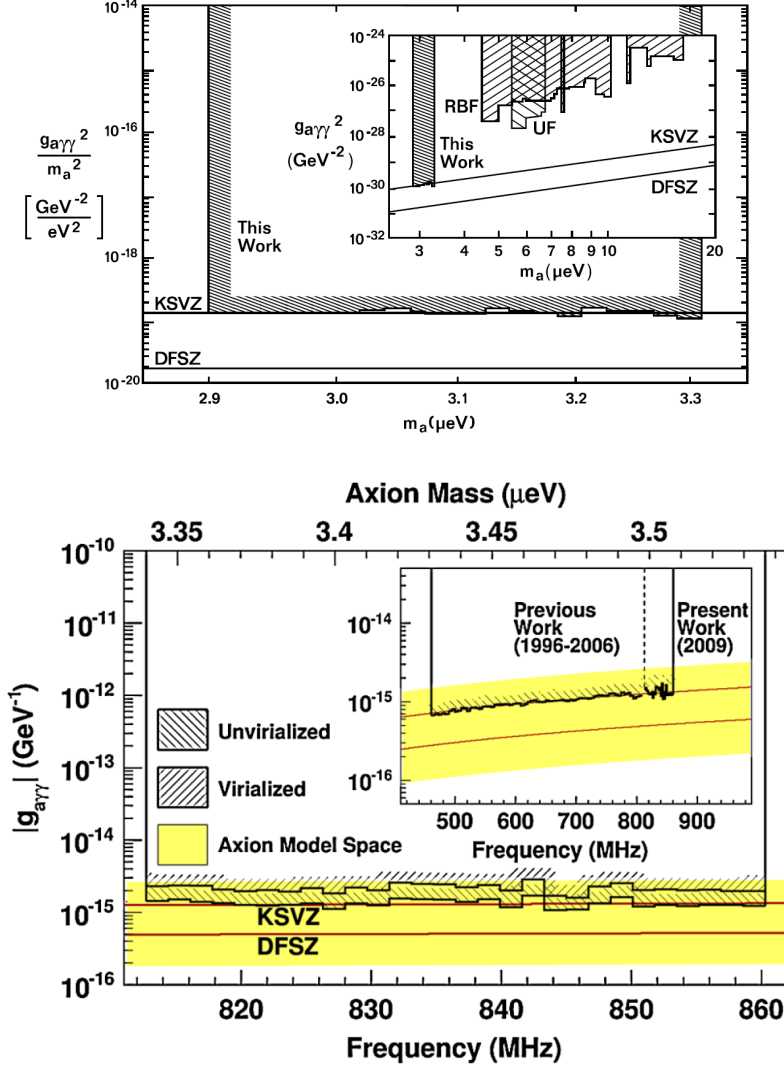 10^-14
10^-16
10^-18
10^-20
g_aγγ^2
m_a^2
[GeV^-2
eV^2]
This
Work
KSVZ
DFSZ
2.9 3.0 3.1 3.2 3.3
m_a(μeV)
10^-24
10^-26
10^-28
10^-30
10^-32
g_aγγ^2
(GeV^-2)
RBF
UF
This
Work
KSVZ
DFSZ
3 4 5 6 7 8 9 10 20
m_a(μeV)
Axion Mass (μeV)
3.35 3.4 3.45 3.5
10^-10
10^-11
10^-12
10^-13
10^-14
10^-15
10^-16
|g_aγγ| (GeV^-1)
Unvirialized
Virialized
Axion Model Space
KSVZ
DFSZ
820 830 840 850 860
Frequency (MHz)
10^-14
10^-15
10^-16
Previous
Work
(1996-2006)
Present
Work
(2009)
500 600 700 800 900
Frequency (MHz)